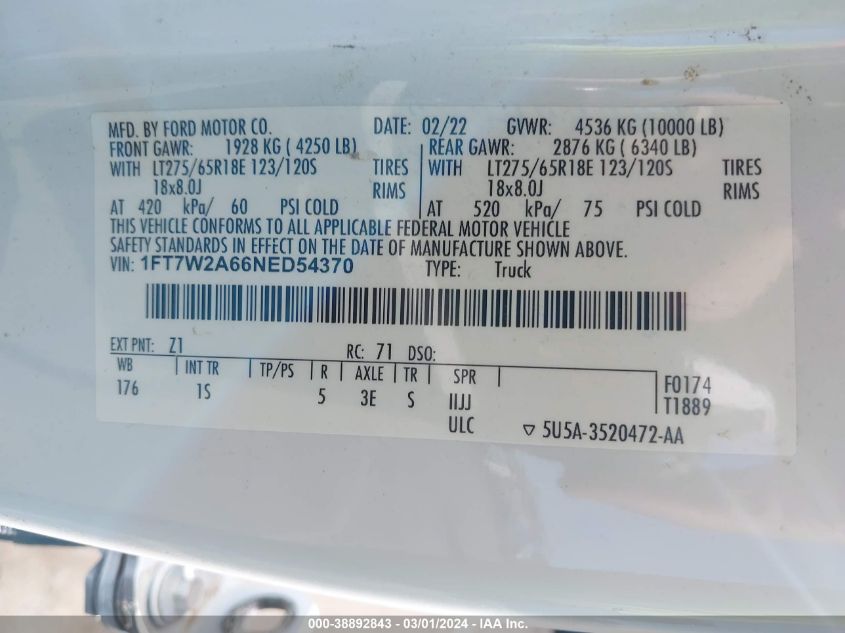 MFD. BY FORD MOTOR CO. DATE: 02/22 GVWR: 4536 KG (10000 LB)
FRONT GAWR: 1928 KG ( 4250 LB) REAR GAWR: 2876 KG ( 6340 LB)
WITH LT275/65R18E 123/120S TIRES WITH LT275/65R18E 123/120S TIRES
18x8.0J RIMS 18x8.0J RIMS
AT 420 kPa/ 60 PSI COLD AT 520 kPa/ 75 PSI COLD
THIS VEHICLE CONFORMS TO ALL APPLICABLE FEDERAL MOTOR VEHICLE
SAFETY STANDARDS IN EFFECT ON THE DATE OF MANUFACTURE SHOWN ABOVE.
VIN: 1FT7W2A66NED54370 TYPE: Truck
EXT PNT: Z1 RC: 71 DSO:
WB INT TR TP/PS R AXLE TR SPR F0174
176 1S 5 3E S IIJJ T1889
ULC 5U5A-3520472-AA
000-38892843 - 03/01/2024 - IAA Inc.